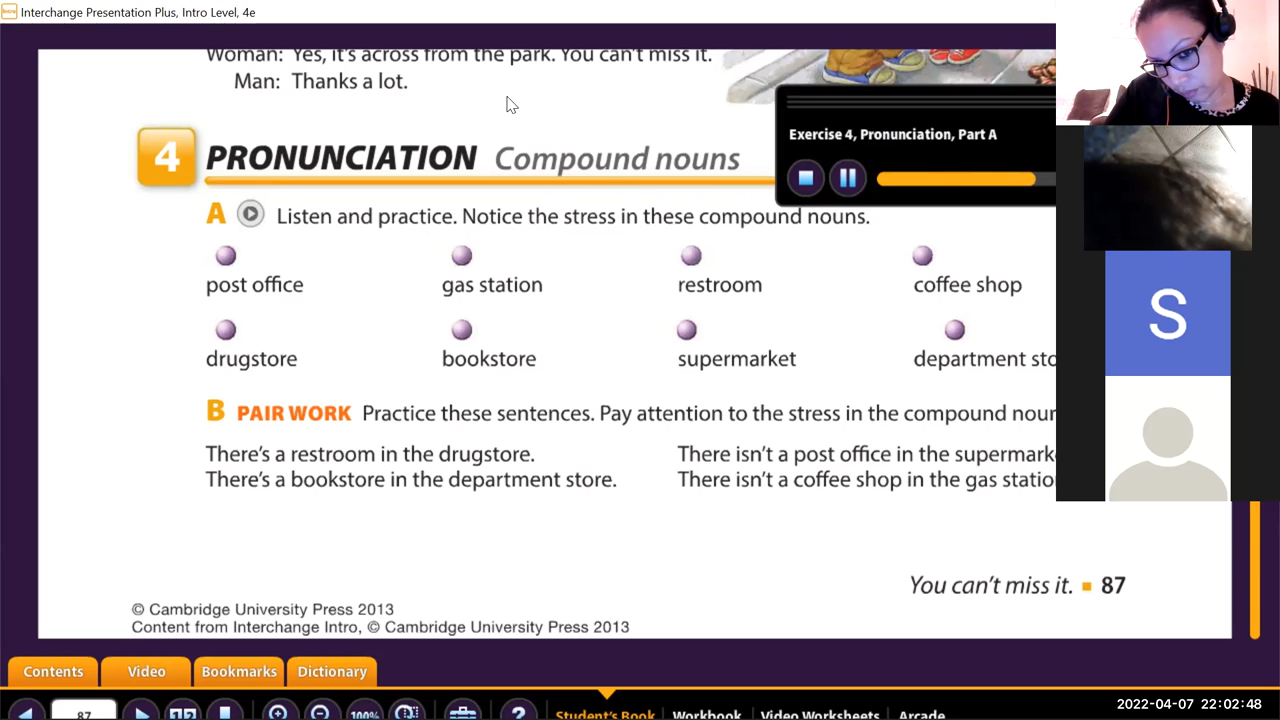 Interchange Presentation Plus, Intro Level, 4e
Woman: Yes, it's across from the park. You can't miss it.
Man: Thanks a lot.
Exercise 4, Pronunciation, Part A
4 PRONUNCIATION Compound nouns
A Listen and practice. Notice the stress in these compound nouns.
post office gas station restroom coffee shop
drugstore bookstore supermarket department sto
B PAIR WORK Practice these sentences. Pay attention to the stress in the compound noun
There's a restroom in the drugstore. There isn't a post office in the supermarke
There's a bookstore in the department store. There isn't a coffee shop in the gas statio
S
You can't miss it. 87
© Cambridge University Press 2013
Content from Interchange Intro, © Cambridge University Press 2013
Contents Video Bookmarks Dictionary
87 100% ? Student's Book Workbook Video Worksheets Arcade
2022-04-07 22:02:48